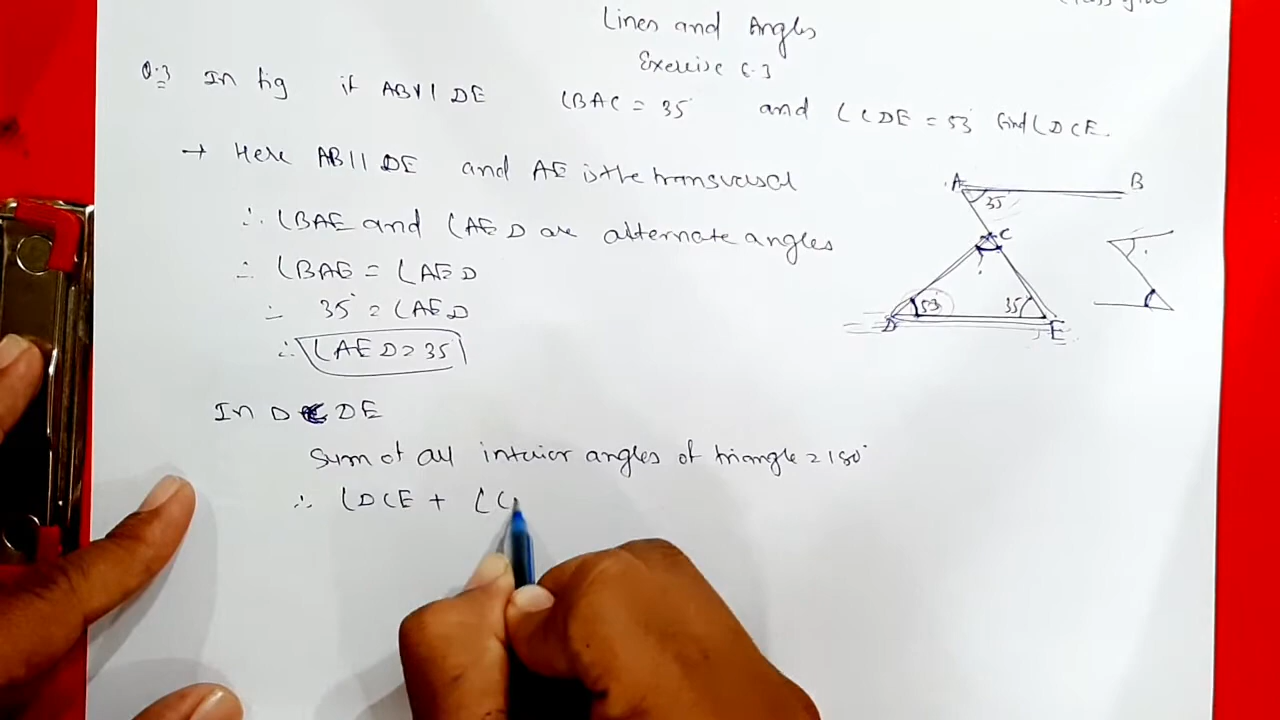 Lines and Angles
Exercise 6.3
Q.3 In fig if AB || DE ∠BAC = 35° and ∠CDE = 53° find ∠DCE.
→ Here AB || DE and AE is the transversal
∴ ∠BAE and ∠AED are alternate angles
∴ ∠BAE = ∠AED
∴ 35° = ∠AED
∴ ∠AED = 35
In D CDE
Sum of all interior angles of triangle = 180°
∴ ∠DCE + ∠C
A B
35
C
?
53° 35
D E